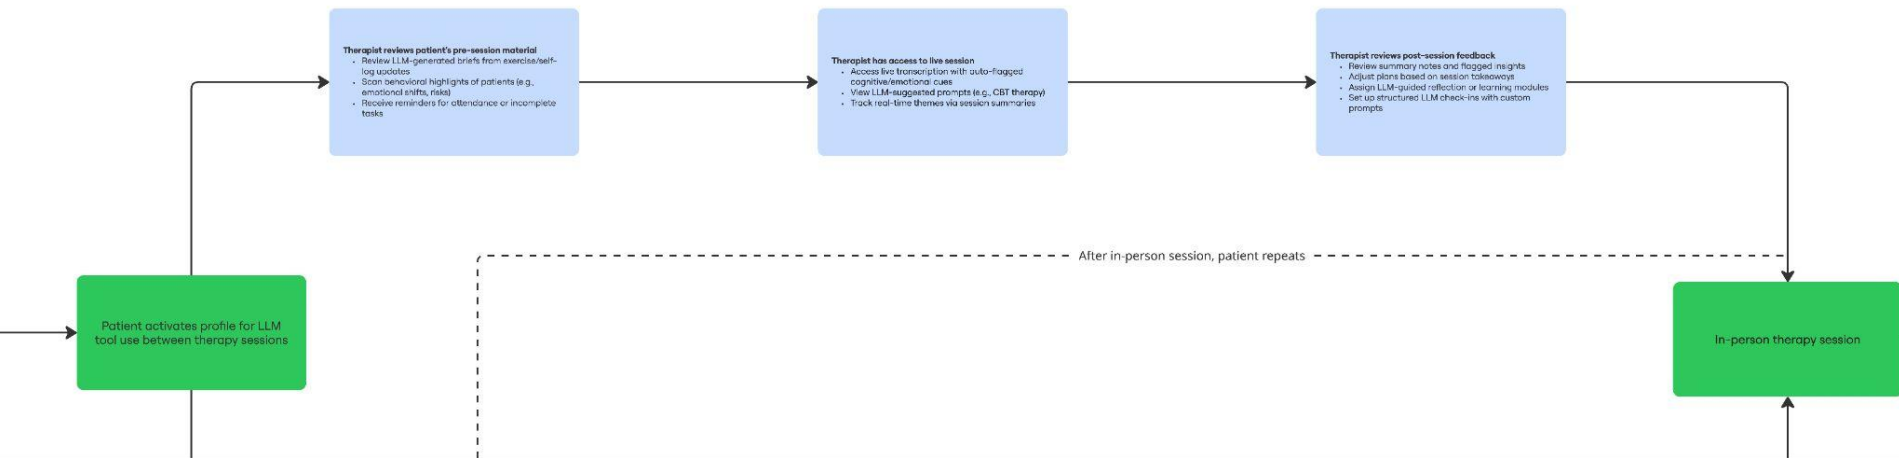 Therapist reviews patient's pre-session material
• Review LLM-generated briefs from exercise/self-
log updates
• Scan behavioral highlights of patients (e.g.,
emotional shifts, risks)
• Receive reminders for attendance or incomplete
tasks
Therapist has access to live session
• Access live transcription with auto-flagged
cognitive/emotional cues
• View LLM-suggested prompts (e.g., CBT therapy)
• Track real-time themes via session summaries
Therapist reviews post-session feedback
• Review summary notes and flagged insights
• Adjust plans based on session takeaways
• Assign LLM-guided reflection or learning modules
• Set up structured LLM check-ins with custom
prompts
After in-person session, patient repeats
Patient activates profile for LLM
tool use between therapy sessions
In-person therapy session